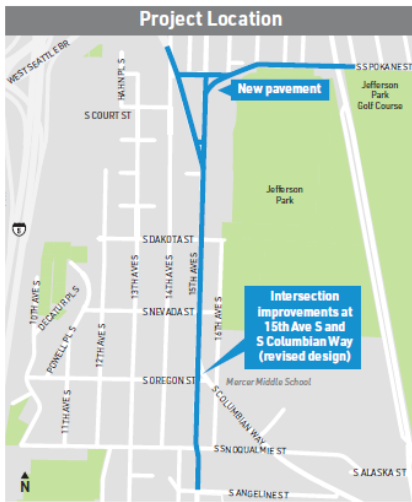 Project Location
WEST SEATTLE BR
HAHN PL S
S SPOKANE ST
New pavement
Jefferson
Park
Golf Course
S COURT ST
Jefferson
Park
S DAKOTA ST
10TH AVE S
DECATUR PL S
13TH AVE S
14TH AVE S
15TH AVE S
16TH AVE S
S NEVADA ST
Intersection
improvements at
15th Ave S and
S Columbian Way
(revised design)
POWELL PL S
12TH AVE S
11TH AVE S
S OREGON ST
Mercer Middle School
S COLUMBIAN WAY
S SNOQUALMIE ST
S ALASKA ST
N
S ANGELINE ST